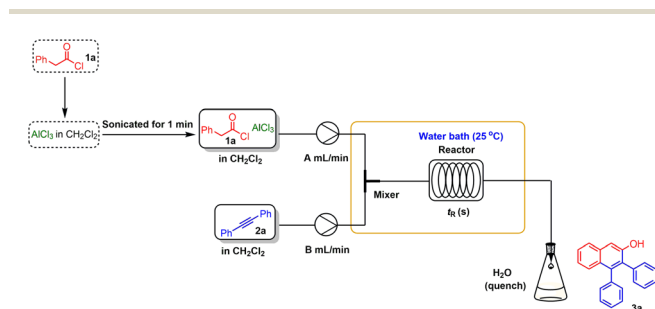 O
Ph
Cl
1a
AlCl3 in CH2Cl2
Sonicated for 1 min
O
Ph
Cl
AlCl3
1a
in CH2Cl2
A mL/min
Ph
Ph
2a
in CH2Cl2
B mL/min
Mixer
Water bath (25 °C)
Reactor
tR (s)
H2O
(quench)
OH
3a